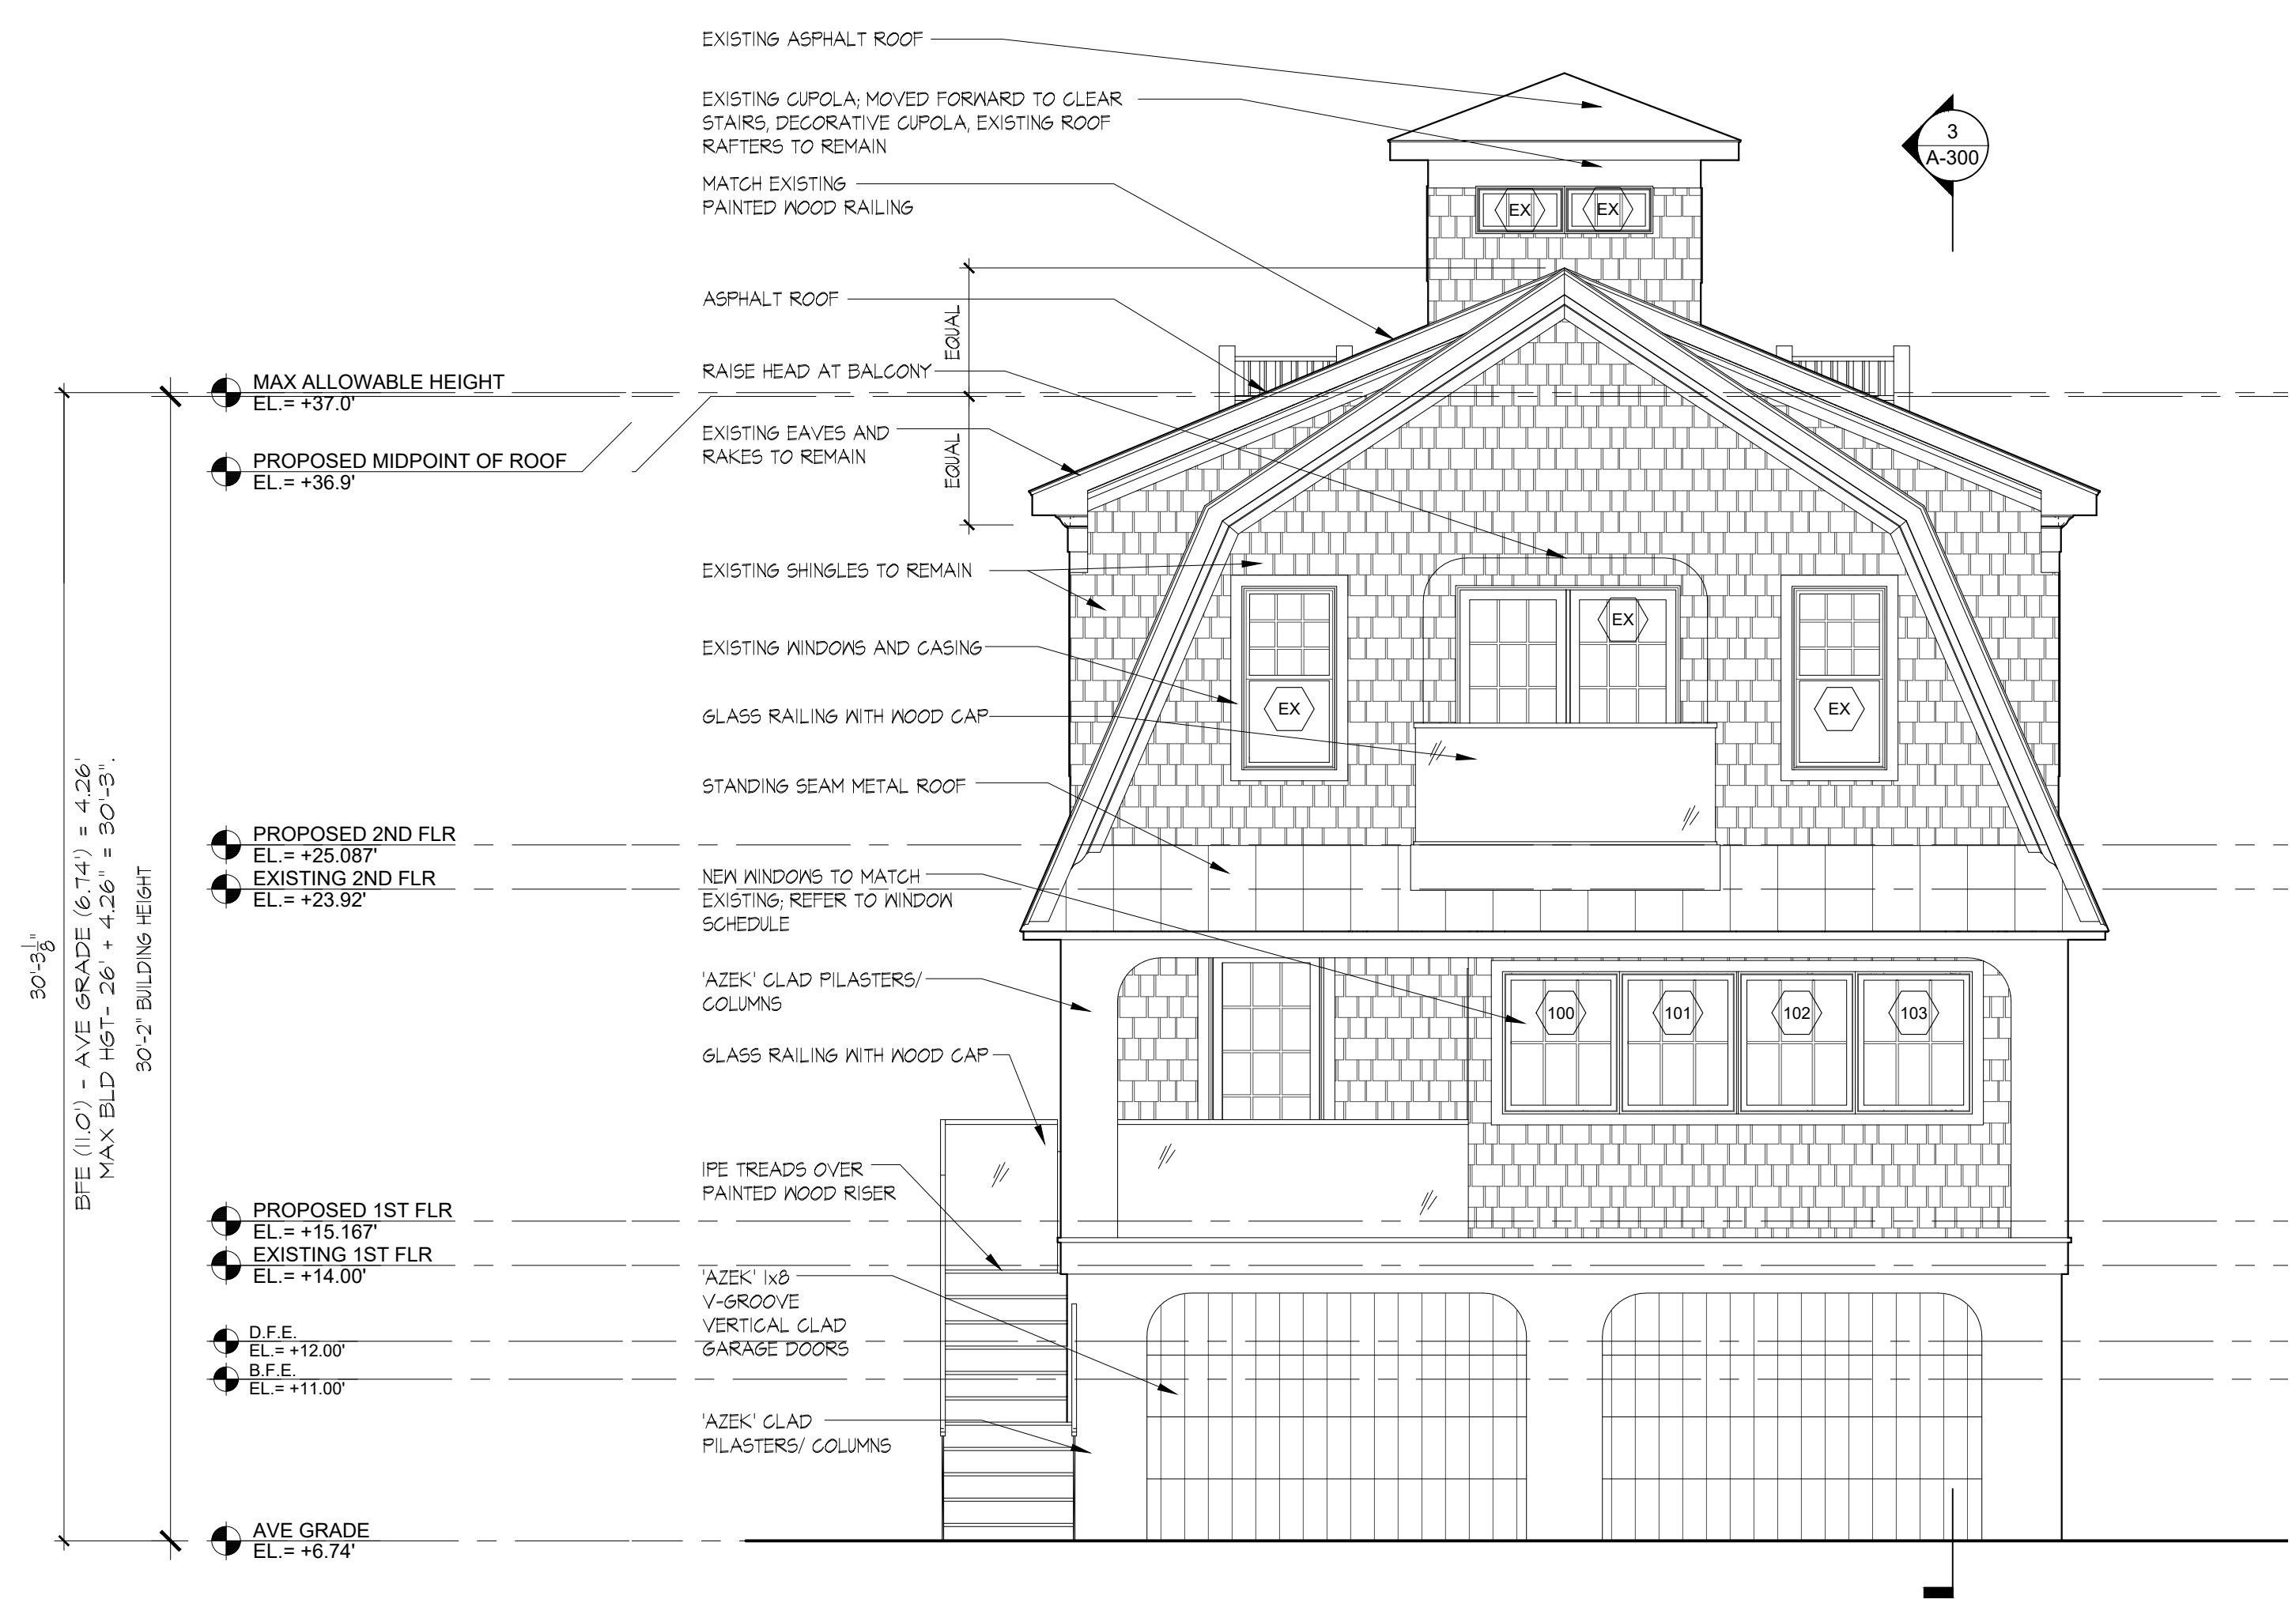 EXISTING ASPHALT ROOF
EXISTING CUPOLA; MOVED FORWARD TO CLEAR
STAIRS, DECORATIVE CUPOLA, EXISTING ROOF
RAFTERS TO REMAIN
MATCH EXISTING
PAINTED WOOD RAILING
ASPHALT ROOF
RAISE HEAD AT BALCONY
EXISTING EAVES AND
RAKES TO REMAIN
EXISTING SHINGLES TO REMAIN
EXISTING WINDOWS AND CASING
GLASS RAILING WITH WOOD CAP
STANDING SEAM METAL ROOF
NEW WINDOWS TO MATCH
EXISTING; REFER TO WINDOW
SCHEDULE
'AZEK' CLAD PILASTERS/
COLUMNS
GLASS RAILING WITH WOOD CAP
IPE TREADS OVER
PAINTED WOOD RISER
'AZEK' 1x8
V-GROOVE
VERTICAL CLAD
GARAGE DOORS
'AZEK' CLAD
PILASTERS/ COLUMNS
EQUAL
EQUAL
MAX ALLOWABLE HEIGHT
EL.= +37.0'
PROPOSED MIDPOINT OF ROOF
EL.= +36.9'
PROPOSED 2ND FLR
EL.= +25.087'
EXISTING 2ND FLR
EL.= +23.92'
PROPOSED 1ST FLR
EL.= +15.167'
EXISTING 1ST FLR
EL.= +14.00'
D.F.E.
EL.= +12.00'
B.F.E.
EL.= +11.00'
AVE GRADE
EL.= +6.74'
30'-3 1/8"
BFE (11.0') - AVE GRADE (6.74') = 4.26'
MAX BLD HGT- 26' + 4.26" = 30'-3".
30'-2" BUILDING HEIGHT
3
A-300
EX
EX
EX
EX
EX
100
101
102
103